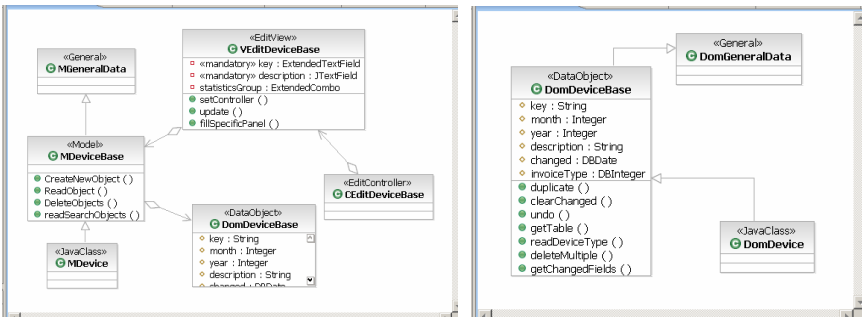 «General»
MGeneralData
«EditView»
VEditDeviceBase
«mandatory» key : ExtendedTextField
«mandatory» description : JTextField
statisticsGroup : ExtendedCombo
setController ( )
update ( )
fillSpecificPanel ( )
«Model»
MDeviceBase
CreateNewObject ( )
ReadObject ( )
DeleteObjects ( )
readSearchObjects ( )
«EditController»
CEditDeviceBase
«DataObject»
DomDeviceBase
key : String
month : Integer
year : Integer
description : String
changed : DBDate
«JavaClass»
MDevice
«General»
DomGeneralData
«DataObject»
DomDeviceBase
key : String
month : Integer
year : Integer
description : String
changed : DBDate
invoiceType : DBInteger
duplicate ( )
clearChanged ( )
undo ( )
getTable ( )
readDeviceType ( )
deleteMultiple ( )
getChangedFields ( )
«JavaClass»
DomDevice